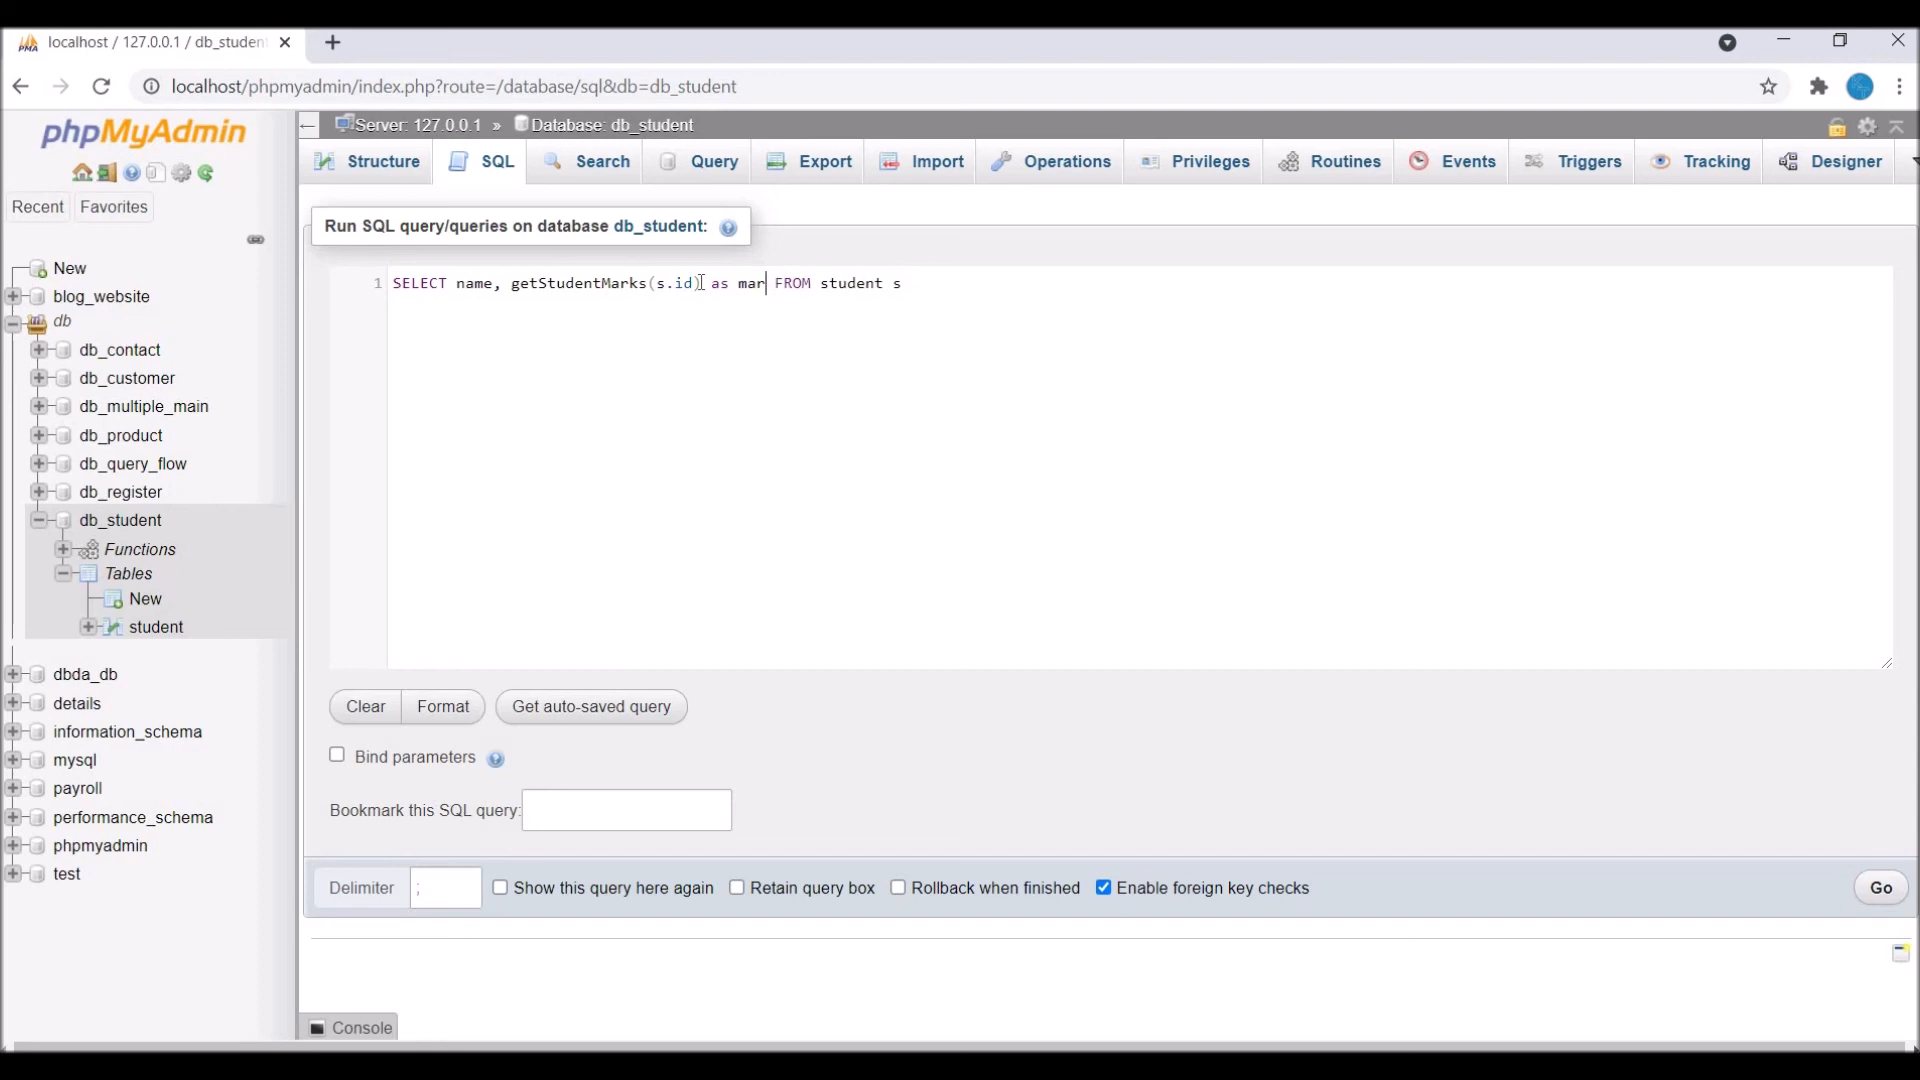 localhost / 127.0.0.1 / db_studen
localhost/phpmyadmin/index.php?route=/database/sql&db=db_student
phpMyAdmin
Recent Favorites
New
blog_website
db
db_contact
db_customer
db_multiple_main
db_product
db_query_flow
db_register
db_student
Functions
Tables
New
student
dbda_db
details
information_schema
mysql
payroll
performance_schema
phpmyadmin
test
Server: 127.0.0.1 » Database: db_student
Structure SQL Search Query Export Import Operations Privileges Routines Events Triggers Tracking Designer
Run SQL query/queries on database db_student:
1 SELECT name, getStudentMarks(s.id) as mar FROM student s
Clear Format Get auto-saved query
Bind parameters
Bookmark this SQL query:
Delimiter ; Show this query here again Retain query box Rollback when finished Enable foreign key checks Go
Console